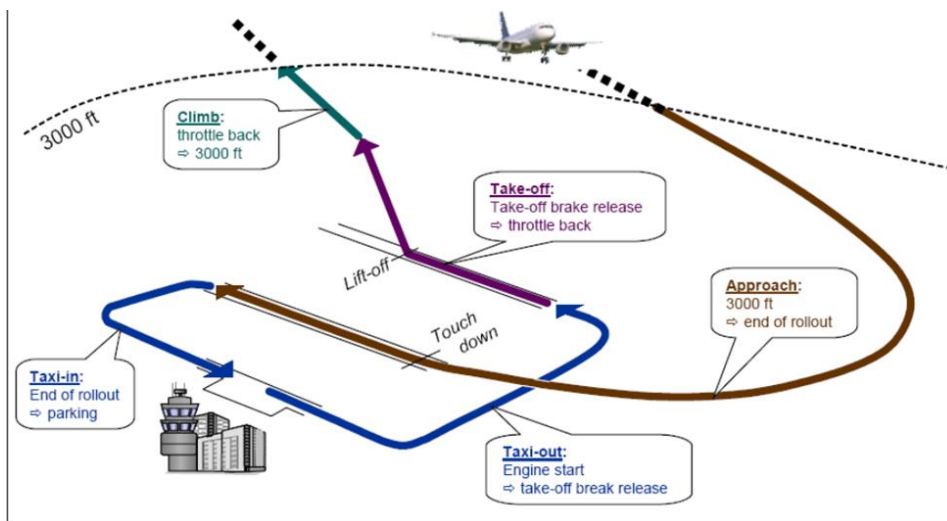 3000 ft
Climb:
throttle back
⇨ 3000 ft
Take-off:
Take-off brake release
⇨ throttle back
Lift-off
Approach:
3000 ft
⇨ end of rollout
Touch
down
Taxi-in:
End of rollout
⇨ parking
Taxi-out:
Engine start
⇨ take-off break release